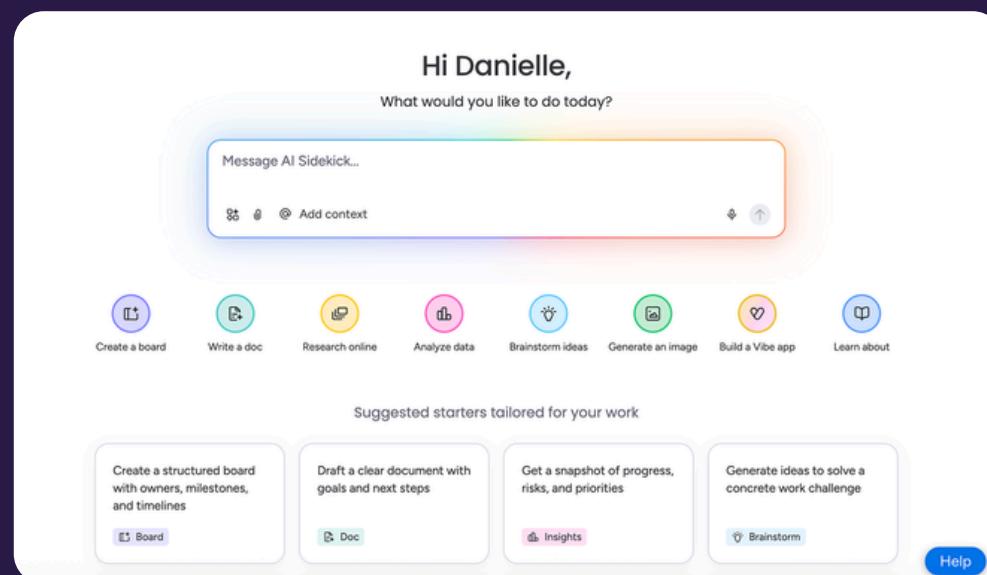 Hi Danielle,
What would you like to do today?
Message AI Sidekick...
@ Add context
Create a board
Write a doc
Research online
Analyze data
Brainstorm ideas
Generate an image
Build a Vibe app
Learn about
Suggested starters tailored for your work
Create a structured board
with owners, milestones,
and timelines
Board
Draft a clear document with
goals and next steps
Doc
Get a snapshot of progress,
risks, and priorities
Insights
Generate ideas to solve a
concrete work challenge
Brainstorm
Help